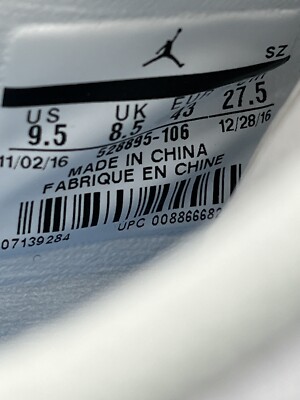 SZ
US UK EUR
9.5 8.5 43 27.5
11/02/16 528895-106 12/28/16
MADE IN CHINA
FABRIQUE EN CHINE
07139284 UPC 00886668